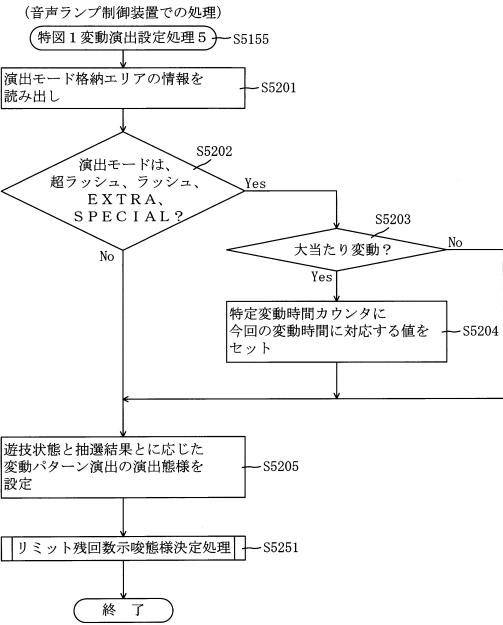 （音声ランプ制御装置での処理）
特図１変動演出設定処理５
S5155
演出モード格納エリアの情報を
読み出し
S5201
S5202
演出モードは、
超ラッシュ、ラッシュ、
ＥＸＴＲＡ、
ＳＰＥＣＩＡＬ？
Yes
No
S5203
大当たり変動？
No
Yes
特定変動時間カウンタに
今回の変動時間に対応する値を
セット
S5204
遊技状態と抽選結果とに応じた
変動パターン演出の演出態様を
設定
S5205
リミット残回数示唆態様決定処理
S5251
終 了